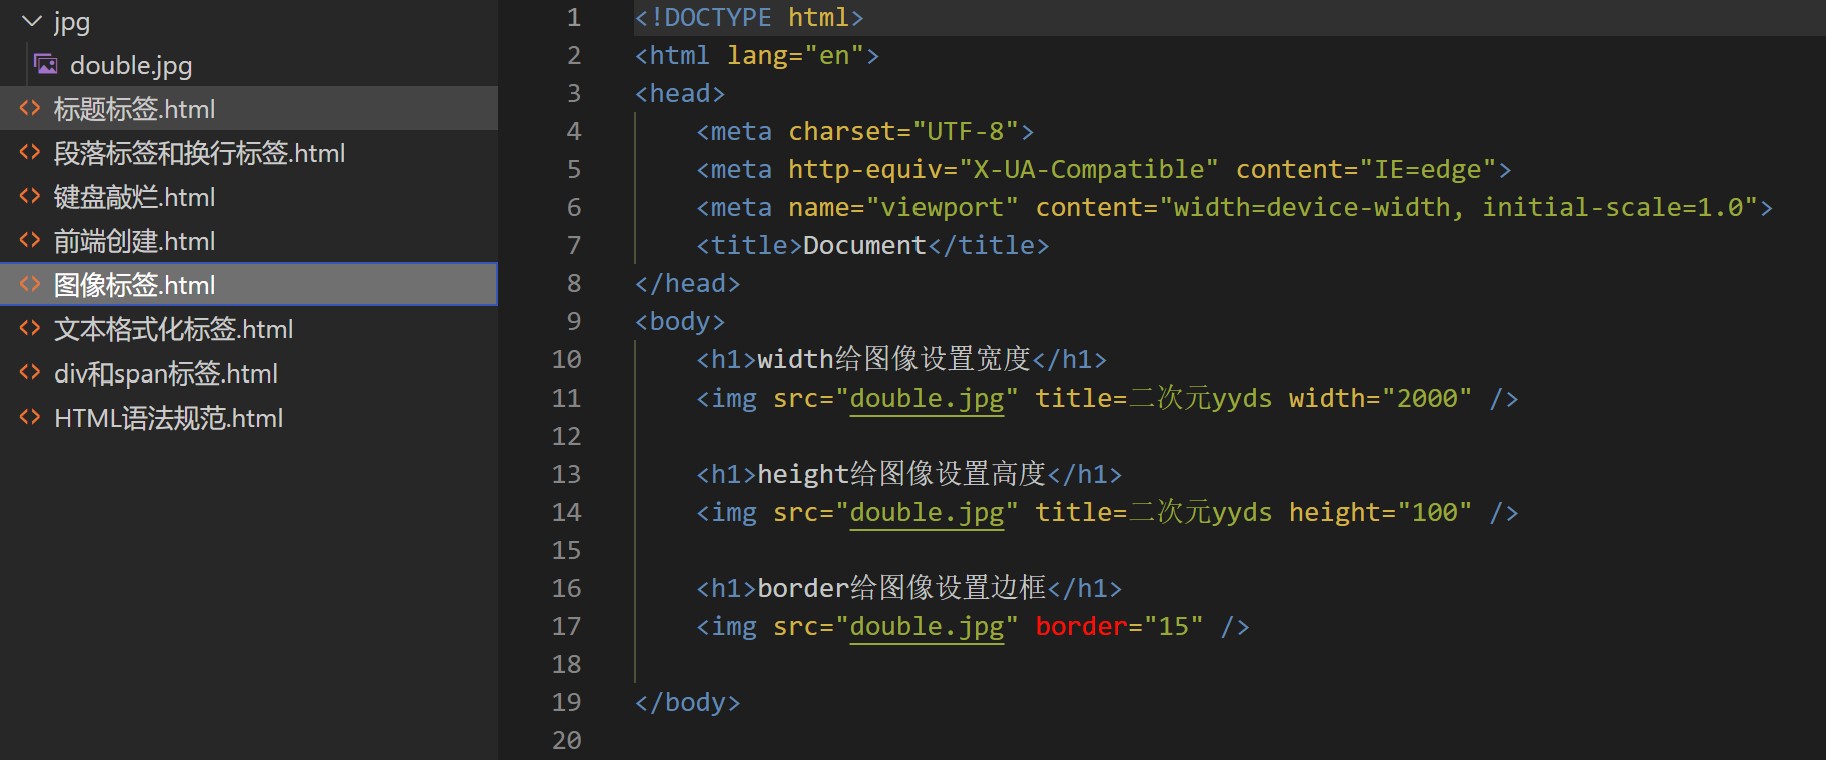 jpg
double.jpg
标题标签.html
段落标签和换行标签.html
键盘敲烂.html
前端创建.html
图像标签.html
文本格式化标签.html
div和span标签.html
HTML语法规范.html
1 <!DOCTYPE html>
2 <html lang="en">
3 <head>
4 <meta charset="UTF-8">
5 <meta http-equiv="X-UA-Compatible" content="IE=edge">
6 <meta name="viewport" content="width=device-width, initial-scale=1.0">
7 <title>Document</title>
8 </head>
9 <body>
10 <h1>width给图像设置宽度</h1>
11 <img src="double.jpg" title=二次元yyds width="2000" />
12
13 <h1>height给图像设置高度</h1>
14 <img src="double.jpg" title=二次元yyds height="100" />
15
16 <h1>border给图像设置边框</h1>
17 <img src="double.jpg" border="15" />
18
19 </body>
20